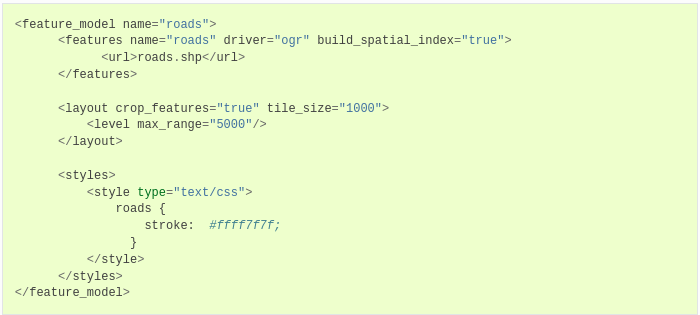 <feature_model name="roads">
<features name="roads" driver="ogr" build_spatial_index="true">
<url>roads.shp</url>
</features>
<layout crop_features="true" tile_size="1000">
<level max_range="5000"/>
</layout>
<styles>
<style type="text/css">
roads {
stroke:  #ffff7f7f;
}
</style>
</styles>
</feature_model>